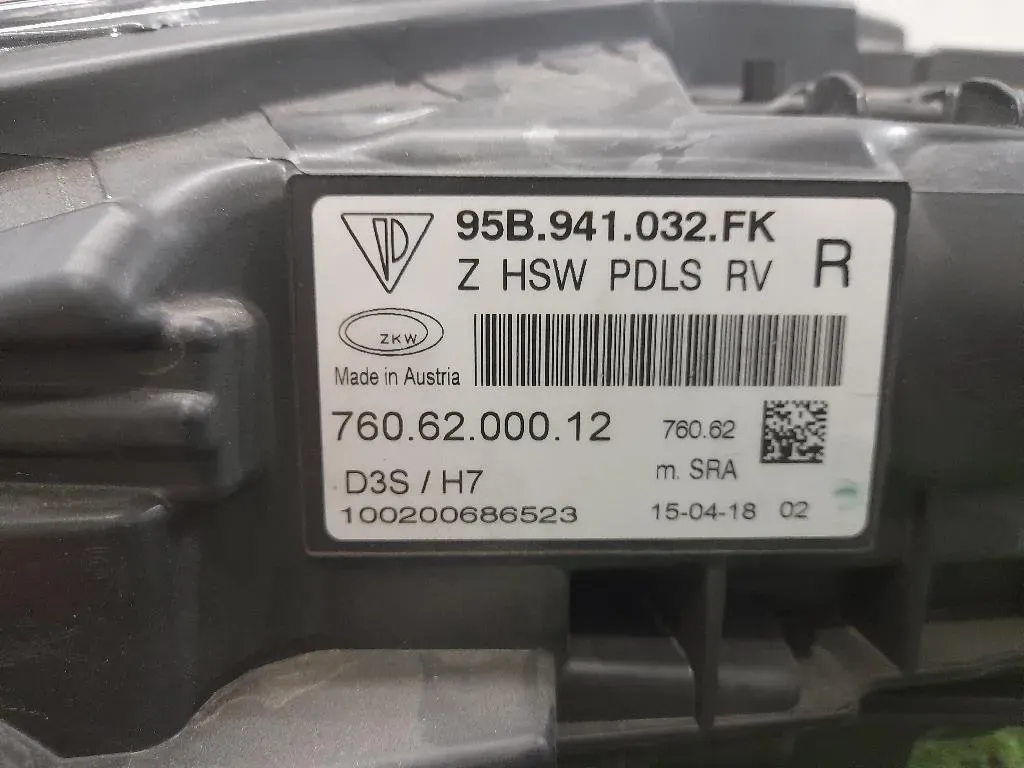 95B.941.032.FK
Z HSW PDLS RV R
ZKW
Made in Austria
760.62.000.12 760.62
m. SRA
D3S / H7
100200686523 15-04-18 02